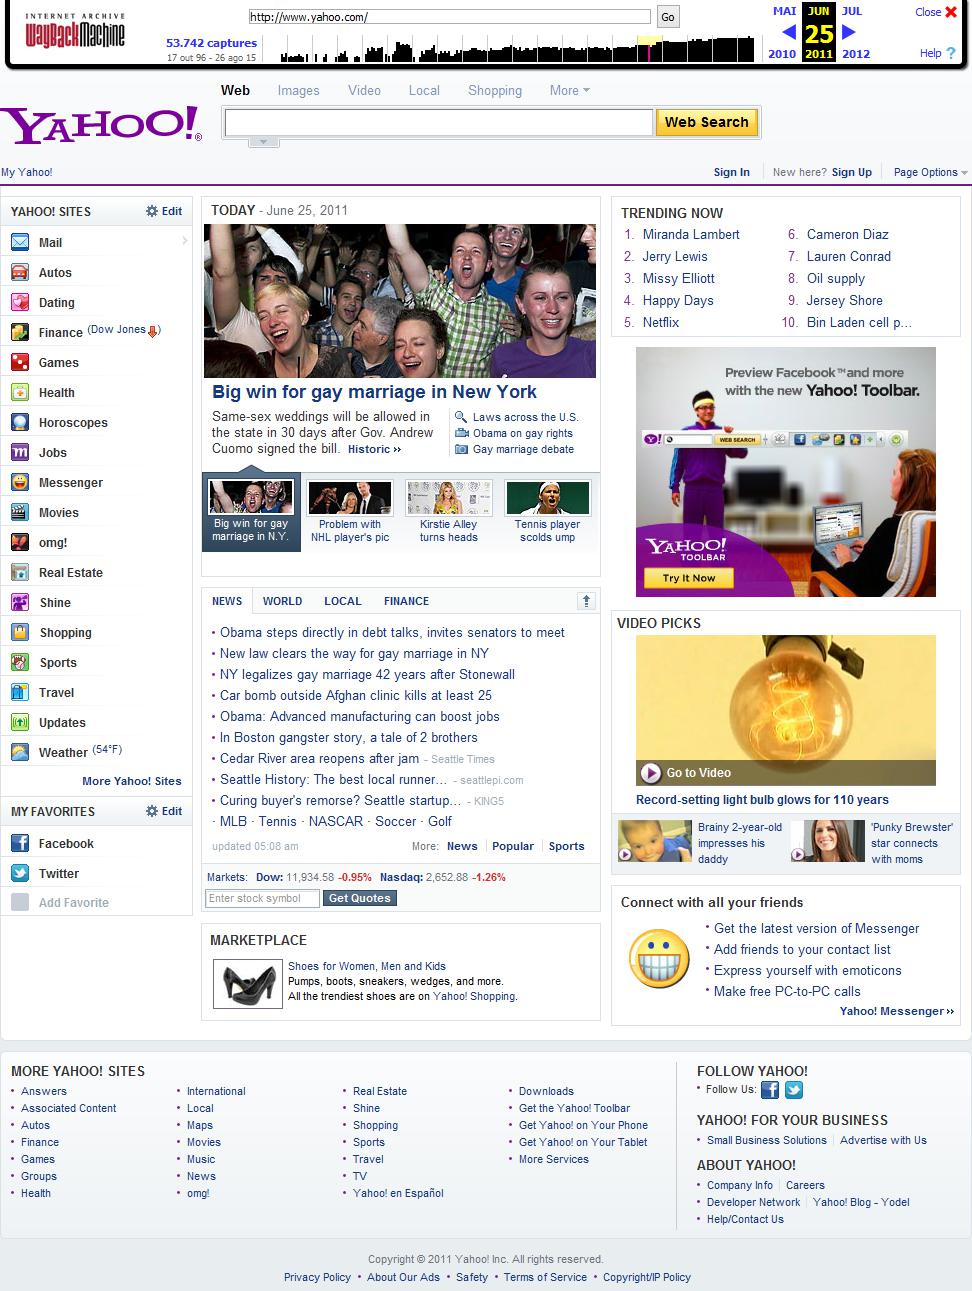 INTERNET ARCHIVE
WayBackMachine
http://www.yahoo.com/
Go
53.742 captures
17 out 96 - 26 ago 15
MAI JUN JUL
25
2010 2011 2012
Close
Help ?
Web Images Video Local Shopping More
YAHOO!®
Web Search
My Yahoo!
Sign In New here? Sign Up Page Options
YAHOO! SITES Edit
Mail
Autos
Dating
Finance (Dow Jones )
Games
Health
Horoscopes
Jobs
Messenger
Movies
omg!
Real Estate
Shine
Shopping
Sports
Travel
Updates
Weather (54°F)
More Yahoo! Sites
MY FAVORITES Edit
Facebook
Twitter
Add Favorite
TODAY - June 25, 2011
Big win for gay marriage in New York
Same-sex weddings will be allowed in
the state in 30 days after Gov. Andrew
Cuomo signed the bill. Historic »
Laws across the U.S.
Obama on gay rights
Gay marriage debate
Big win for gay
marriage in N.Y.
Problem with
NHL player's pic
Kirstie Alley
turns heads
Tennis player
scolds ump
NEWS WORLD LOCAL FINANCE
• Obama steps directly in debt talks, invites senators to meet
• New law clears the way for gay marriage in NY
• NY legalizes gay marriage 42 years after Stonewall
• Car bomb outside Afghan clinic kills at least 25
• Obama: Advanced manufacturing can boost jobs
• In Boston gangster story, a tale of 2 brothers
• Cedar River area reopens after jam - Seattle Times
• Seattle History: The best local runner... - seattlepi.com
• Curing buyer's remorse? Seattle startup... - KING5
· MLB · Tennis · NASCAR · Soccer · Golf
updated 05:08 am More: News Popular Sports
Markets: Dow: 11,934.58 -0.95% Nasdaq: 2,652.88 -1.26%
Enter stock symbol Get Quotes
MARKETPLACE
Shoes for Women, Men and Kids
Pumps, boots, sneakers, wedges, and more.
All the trendiest shoes are on Yahoo! Shopping.
TRENDING NOW
1. Miranda Lambert
2. Jerry Lewis
3. Missy Elliott
4. Happy Days
5. Netflix
6. Cameron Diaz
7. Lauren Conrad
8. Oil supply
9. Jersey Shore
10. Bin Laden cell p...
Preview Facebook™ and more
with the new Yahoo! Toolbar.
Y! WEB SEARCH
YAHOO!
TOOLBAR
Try It Now
VIDEO PICKS
Go to Video
Record-setting light bulb glows for 110 years
Brainy 2-year-old
impresses his
daddy
'Punky Brewster'
star connects
with moms
Connect with all your friends
• Get the latest version of Messenger
• Add friends to your contact list
• Express yourself with emoticons
• Make free PC-to-PC calls
Yahoo! Messenger »
MORE YAHOO! SITES
• Answers
• Associated Content
• Autos
• Finance
• Games
• Groups
• Health
• International
• Local
• Maps
• Movies
• Music
• News
• omg!
• Real Estate
• Shine
• Shopping
• Sports
• Travel
• TV
• Yahoo! en Español
• Downloads
• Get the Yahoo! Toolbar
• Get Yahoo! on Your Phone
• Get Yahoo! on Your Tablet
• More Services
FOLLOW YAHOO!
• Follow Us:
YAHOO! FOR YOUR BUSINESS
• Small Business Solutions Advertise with Us
ABOUT YAHOO!
• Company Info Careers
• Developer Network Yahoo! Blog - Yodel
• Help/Contact Us
Copyright © 2011 Yahoo! Inc. All rights reserved.
Privacy Policy • About Our Ads • Safety • Terms of Service • Copyright/IP Policy